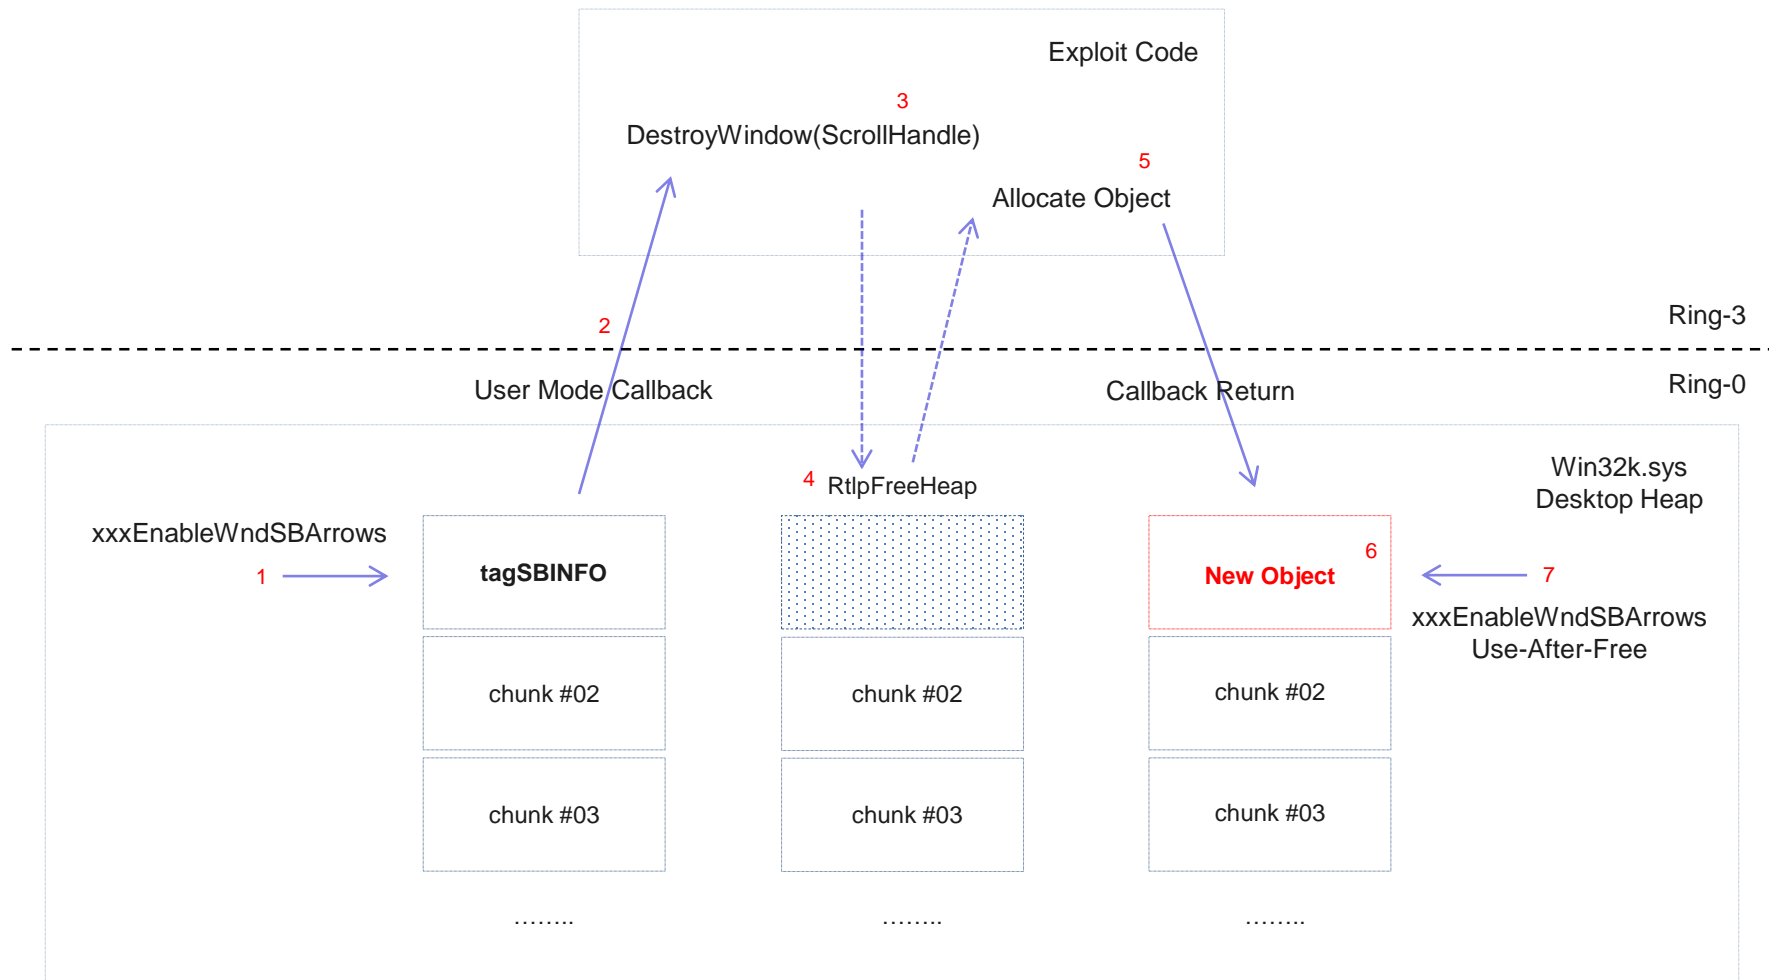 Exploit Code
3
DestroyWindow(ScrollHandle)
5
Allocate Object
2
Ring-3
User Mode Callback
Callback Return
Ring-0
4
RtlpFreeHeap
Win32k.sys
Desktop Heap
xxxEnableWndSBArrows
1
tagSBINFO
New Object
6
7
xxxEnableWndSBArrows
Use-After-Free
chunk #02
chunk #02
chunk #02
chunk #03
chunk #03
chunk #03
……..
……..
……..